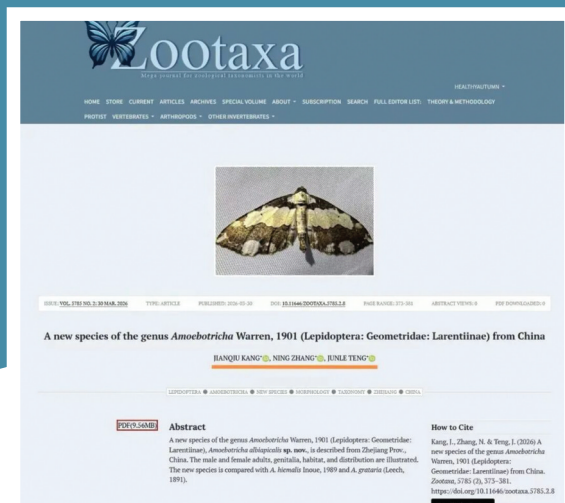 Zootaxa
HEALTHYAUTUMN
HOME STORE CURRENT ARTICLES ARCHIVES SPECIAL VOLUME ABOUT SUBSCRIPTION SEARCH FULL EDITOR LIST: THEORY & METHODOLOGY
PROTIST VERTEBRATES ARTHROPODS OTHER INVERTEBRATES
ISSUE: VOL. 5785 NO. 2: 30 MAR. 2026 TYPE: ARTICLE PUBLISHED: 2026-03-30 DOI: 10.11646/ZOOTAXA.5785.2.8 PAGE RANGE: 373-381 ABSTRACT VIEWS: 0 PDF DOWNLOADED: 0
A new species of the genus Amoebotricha Warren, 1901 (Lepidoptera: Geometridae: Larentiinae) from China
JIANQIU KANG, NING ZHANG, JUNLE TENG
LEPIDOPTERA AMOEBOTRICHA NEW SPECIES MORPHOLOGY TAXONOMY ZHEJIANG CHINA
PDF(9.56MB)
Abstract
A new species of the genus Amoebotricha Warren, 1901 (Lepidoptera: Geometridae:
Larentiinae), Amoebotricha albiapicalis sp. nov., is described from Zhejiang Prov.,
China. The male and female adults, genitalia, habitat, and distribution are illustrated.
The new species is compared with A. hiemalis Inoue, 1989 and A. grataria (Leech,
1891).
How to Cite
Kang, J., Zhang, N. & Teng, J. (2026) A
new species of the genus Amoebotricha
Warren, 1901 (Lepidoptera:
Geometridae: Larentiinae) from China.
Zootaxa, 5785 (2), 373–381.
https://doi.org/10.11646/zootaxa.5785.2.8